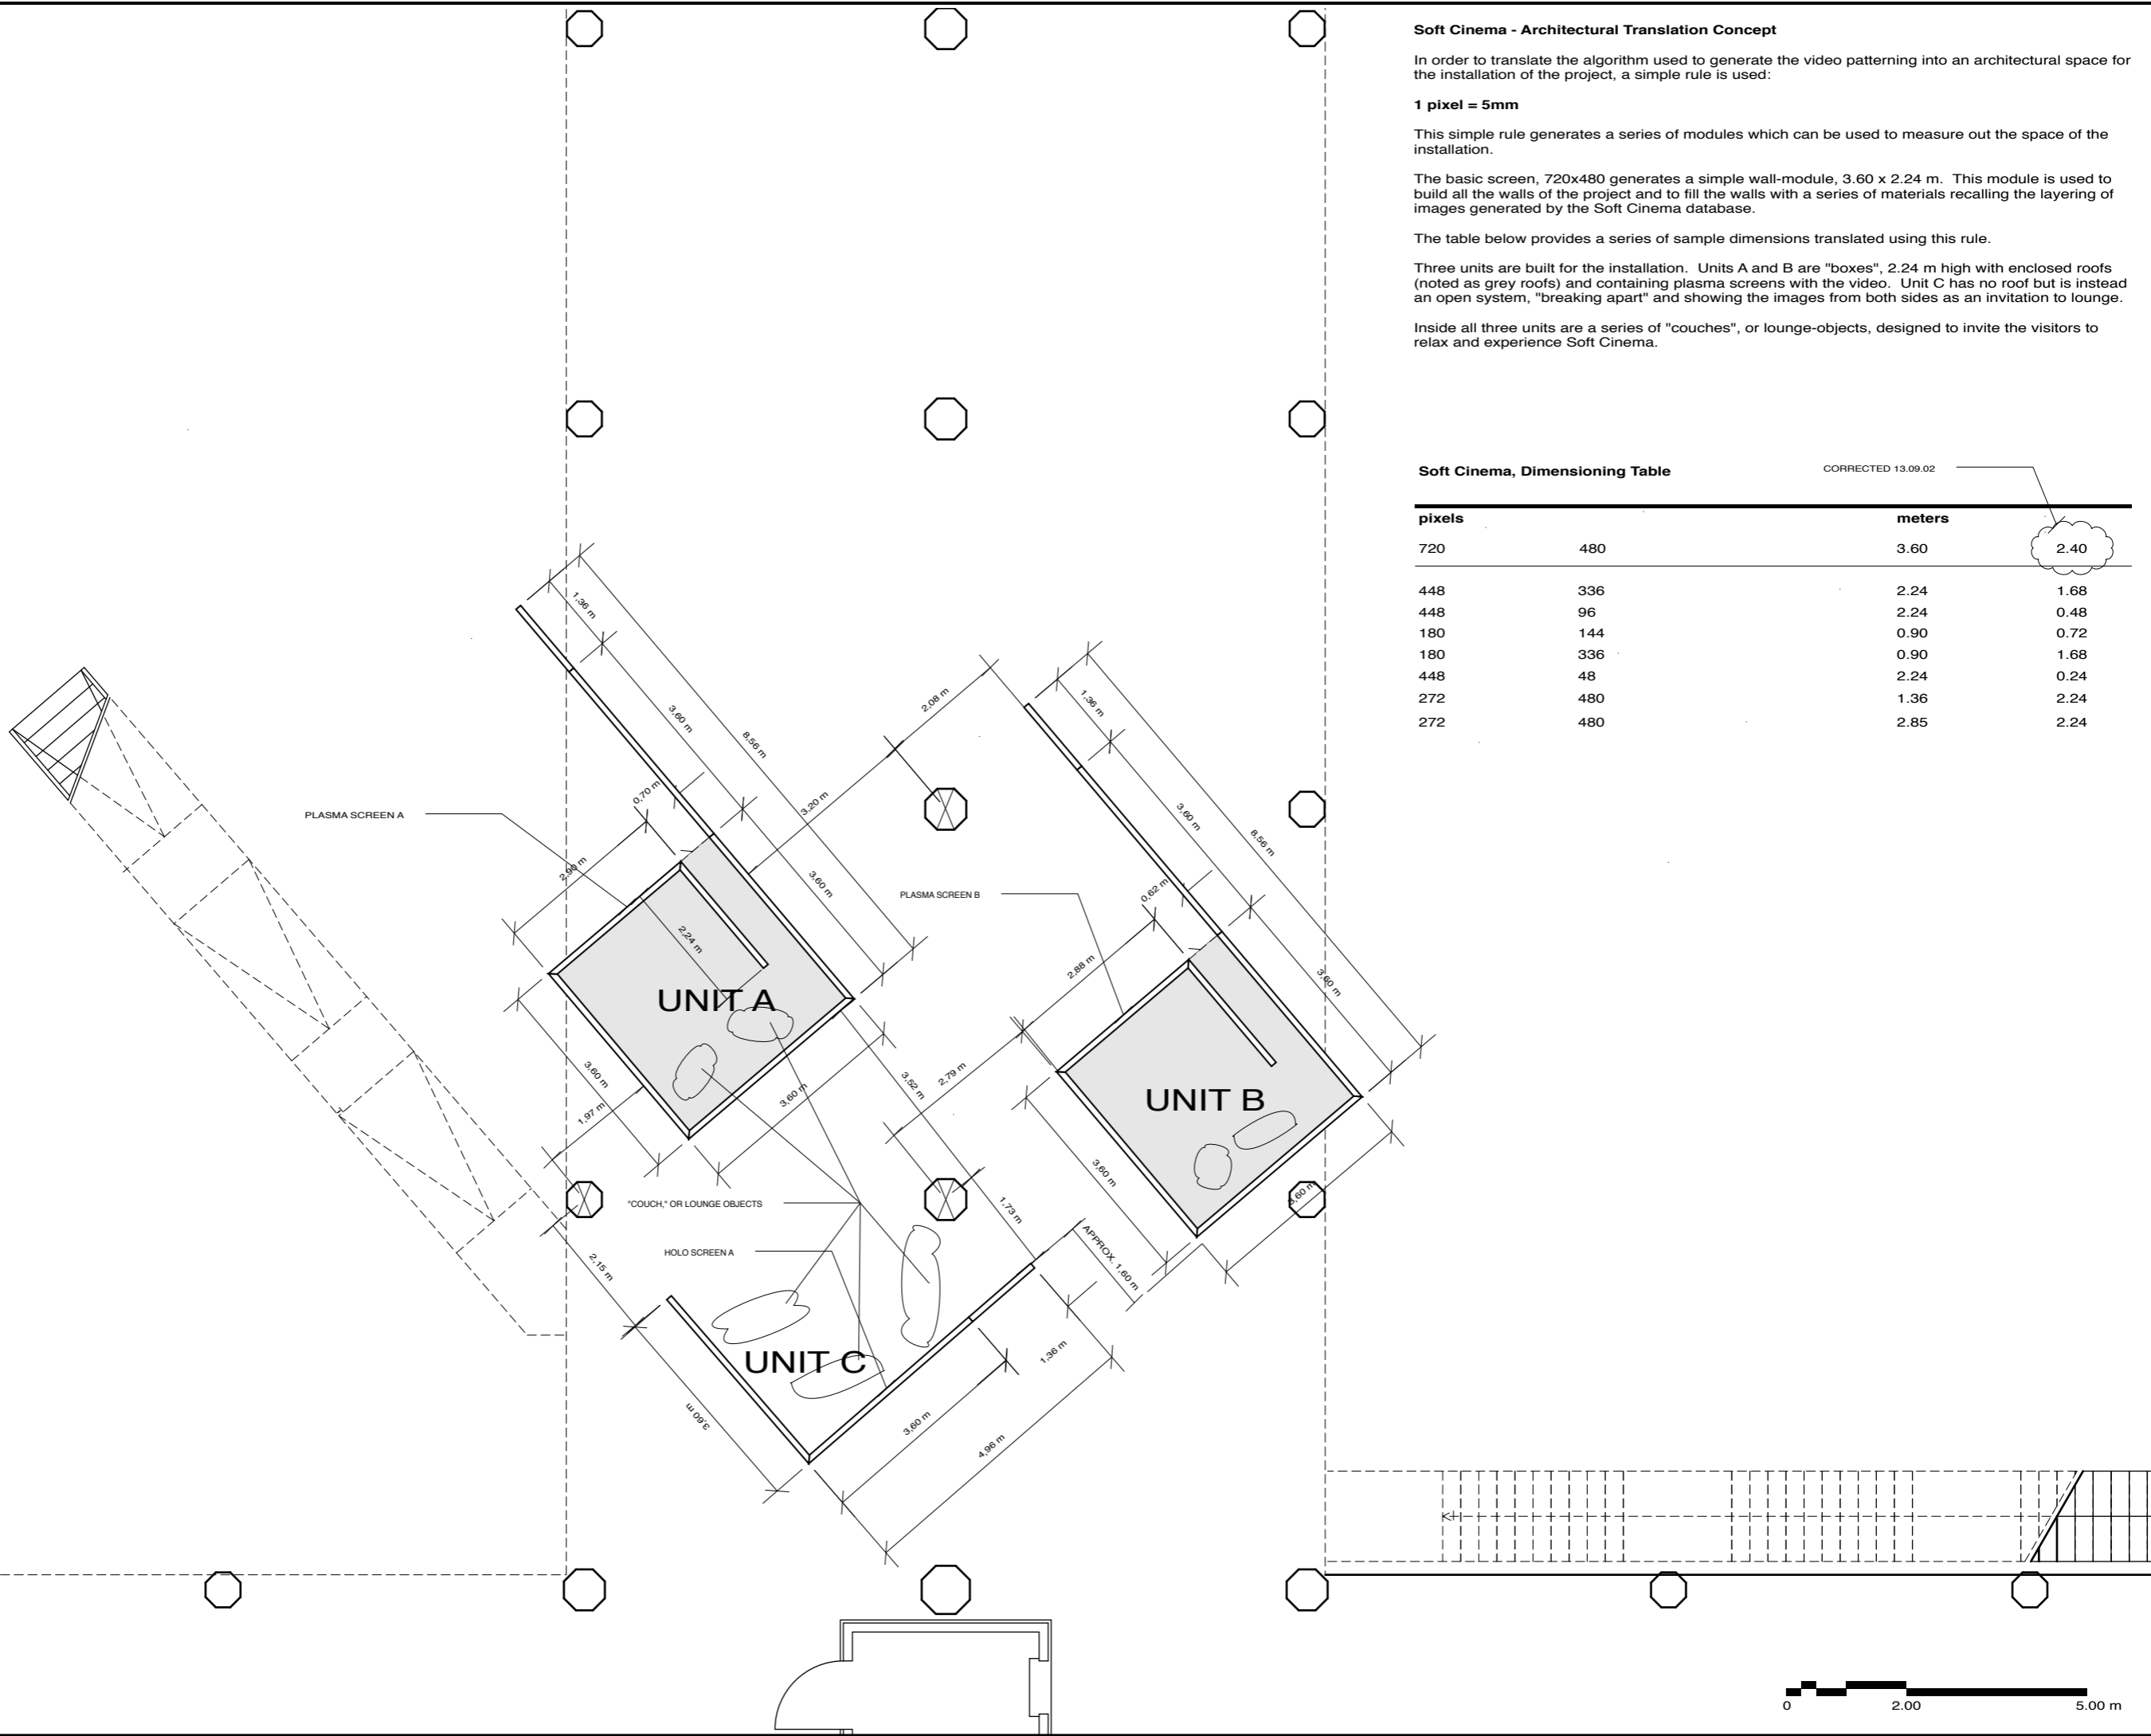 Soft Cinema - Architectural Translation Concept
In order to translate the algorithm used to generate the video patterning into an architectural space for
the installation of the project, a simple rule is used:
1 pixel = 5mm
This simple rule generates a series of modules which can be used to measure out the space of the
installation.
The basic screen, 720x480 generates a simple wall-module, 3.60 x 2.24 m. This module is used to
build all the walls of the project and to fill the walls with a series of materials recalling the layering of
images generated by the Soft Cinema database.
The table below provides a series of sample dimensions translated using this rule.
Three units are built for the installation. Units A and B are "boxes", 2.24 m high with enclosed roofs
(noted as grey roofs) and containing plasma screens with the video. Unit C has no roof but is instead
an open system, "breaking apart" and showing the images from both sides as an invitation to lounge.
Inside all three units are a series of "couches", or lounge-objects, designed to invite the visitors to
relax and experience Soft Cinema.
Soft Cinema, Dimensioning Table
CORRECTED 13.09.02
pixels meters
720 480 3.60 2.40
448 336 2.24 1.68
448 96 2.24 0.48
180 144 0.90 0.72
180 336 0.90 1.68
448 48 2.24 0.24
272 480 1.36 2.24
272 480 2.85 2.24
1,36 m
3,60 m
8,56 m
2,08 m
3,20 m
0,70 m
2,90 m
3,60 m
PLASMA SCREEN A
2,24 m
UNIT A
3,60 m
1,97 m
3,60 m
1,36 m
3,60 m
8,56 m
PLASMA SCREEN B
0,62 m
2,88 m
3,60 m
2,79 m
3,52 m
UNIT B
3,60 m
3,60 m
"COUCH," OR LOUNGE OBJECTS
HOLO SCREEN A
1,73 m
APPROX. 1,60 m
2,15 m
UNIT C
3,60 m
3,60 m
1,36 m
4,96 m
0 2.00 5.00 m